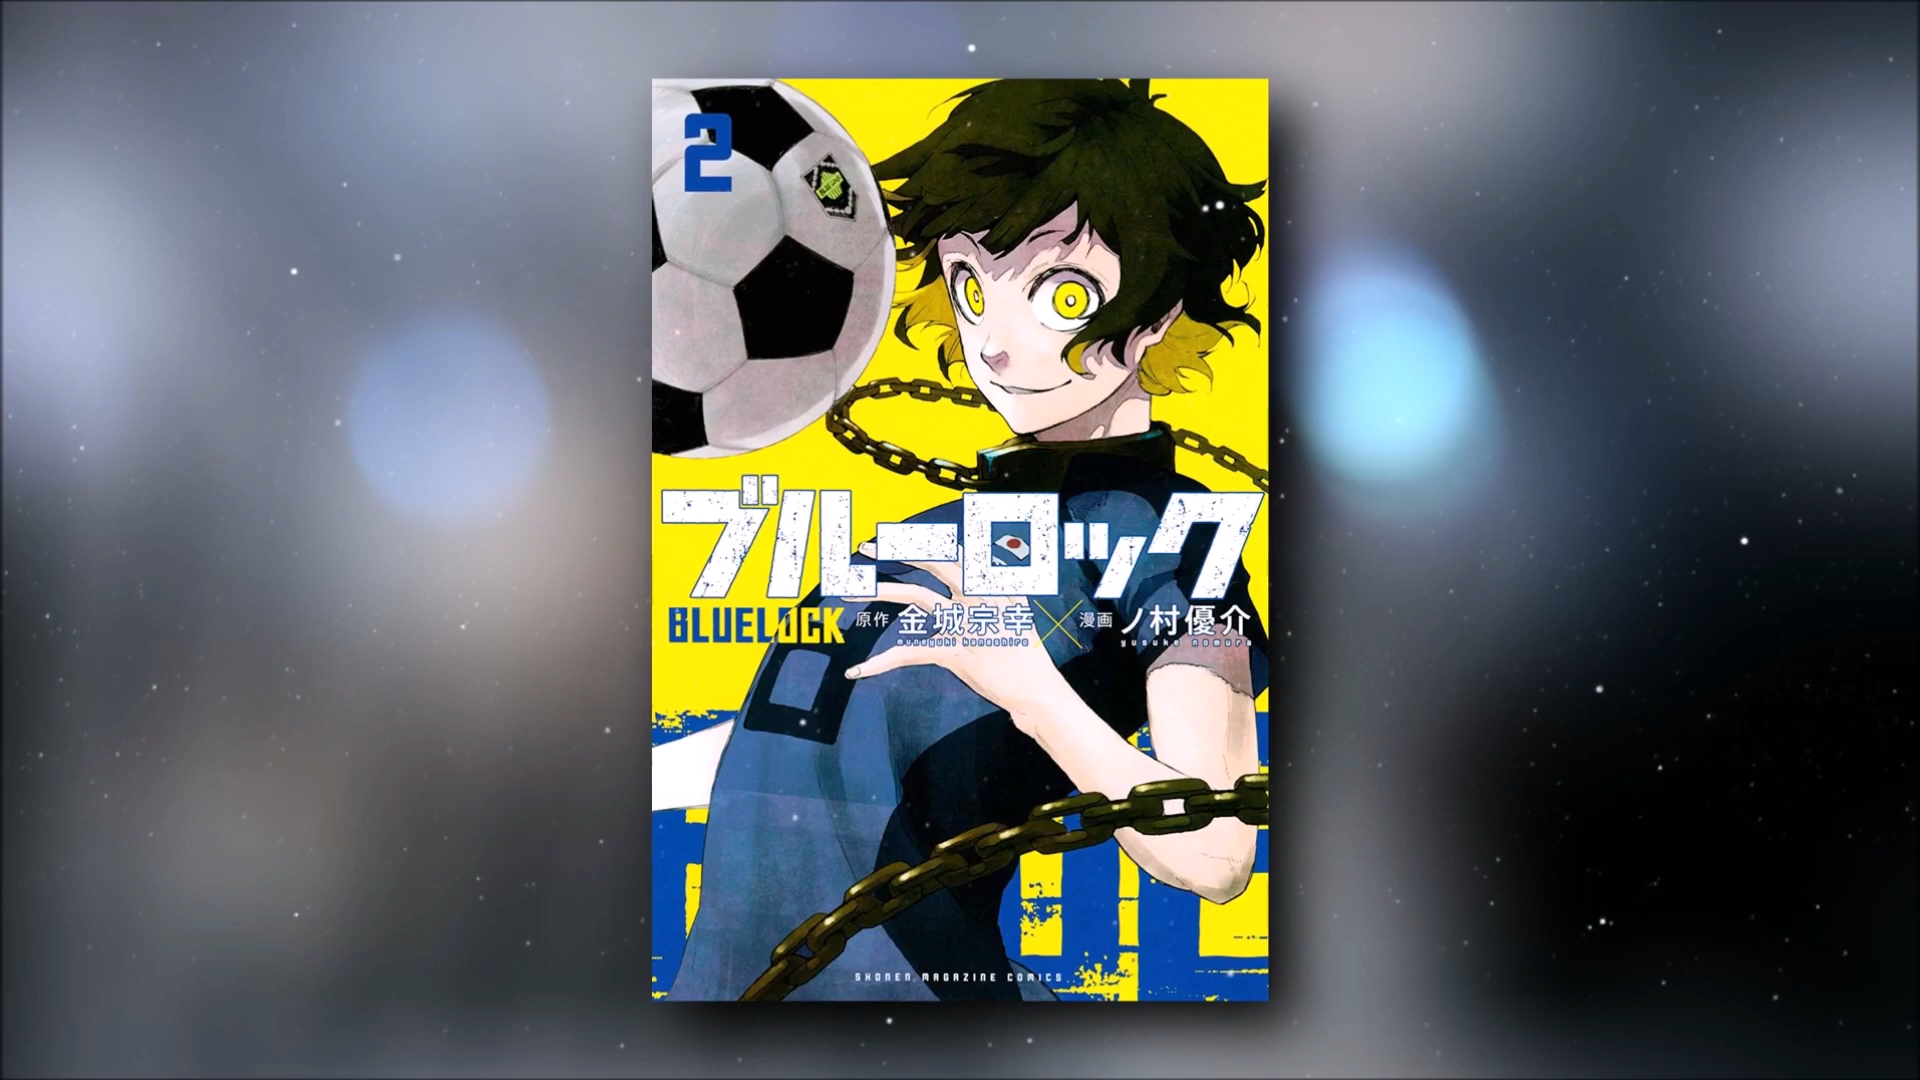 2
ブルーロック
BLUELOCK 原作 金城宗幸 × 漫画 ノ村優介
muneyuki kaneshiro yusuke nomura
SHONEN MAGAZINE COMICS